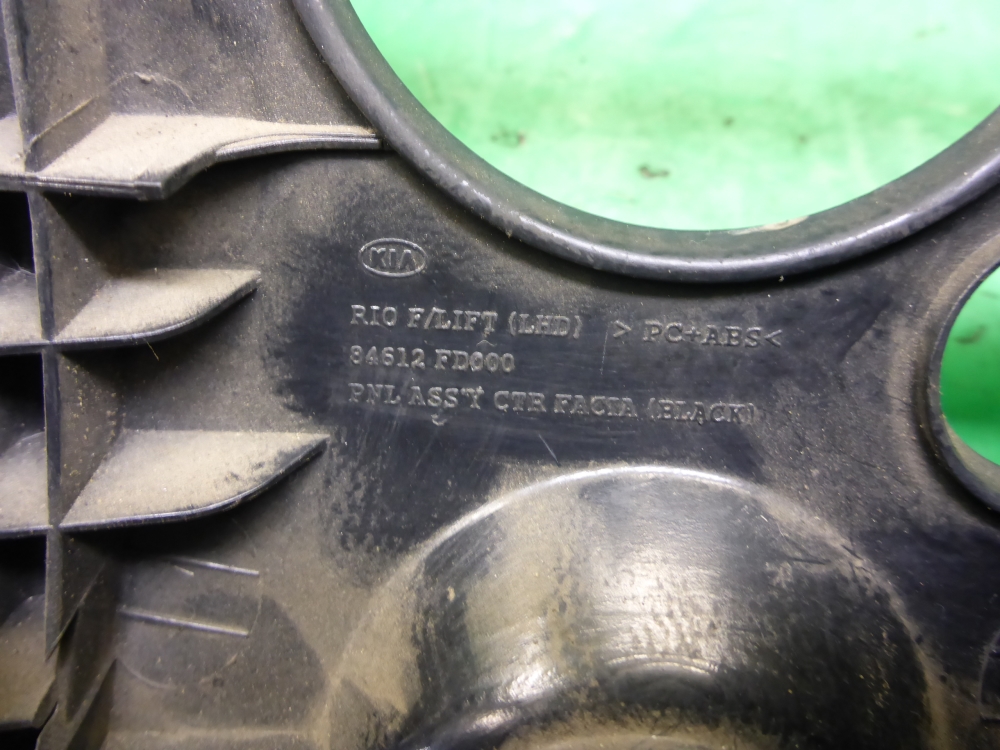 KIA
RIO F/LIFT (LHD) > PC+ABS<
84612 FD000
PNL ASS'Y CTR FACIA (BLACK)